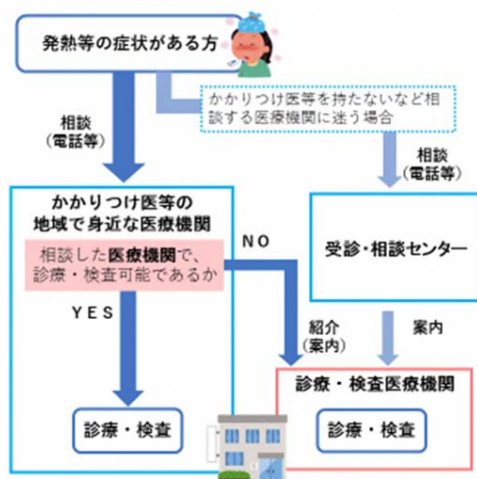 発熱等の症状がある方
かかりつけ医等を持たないなど相
談する医療機関に迷う場合
相談
(電話等)
相談
(電話等)
かかりつけ医等の
地域で身近な医療機関
相談した医療機関で、
診療・検査可能であるか
NO
受診・相談センター
YES
紹介
(案内)
案内
診療・検査医療機関
診療・検査
診療・検査